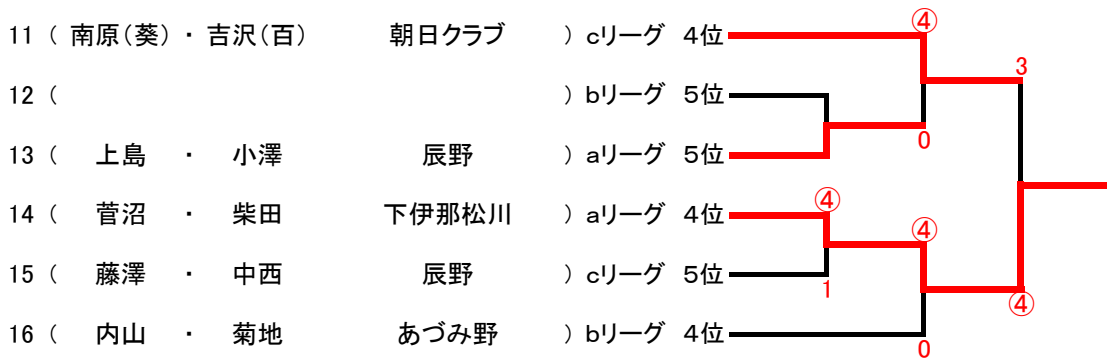 11 ( 南原(葵) ・ 吉沢(百) 朝日クラブ ) cリーグ 4位 ④
3
12 ( ) bリーグ 5位
0
13 ( 上島 ・ 小澤 辰野 ) aリーグ 5位
14 ( 菅沼 ・ 柴田 下伊那松川 ) aリーグ 4位 ④
④
15 ( 藤澤 ・ 中西 辰野 ) cリーグ 5位 1
④
16 ( 内山 ・ 菊地 あづみ野 ) bリーグ 4位 0